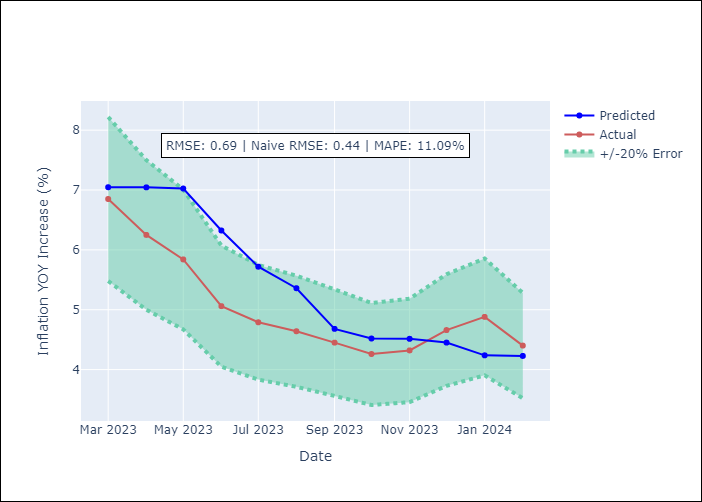 RMSE: 0.69 | Naive RMSE: 0.44 | MAPE: 11.09%
Predicted
Actual
+/-20% Error
Inflation YOY Increase (%)
8
7
6
5
4
Mar 2023 May 2023 Jul 2023 Sep 2023 Nov 2023 Jan 2024
Date